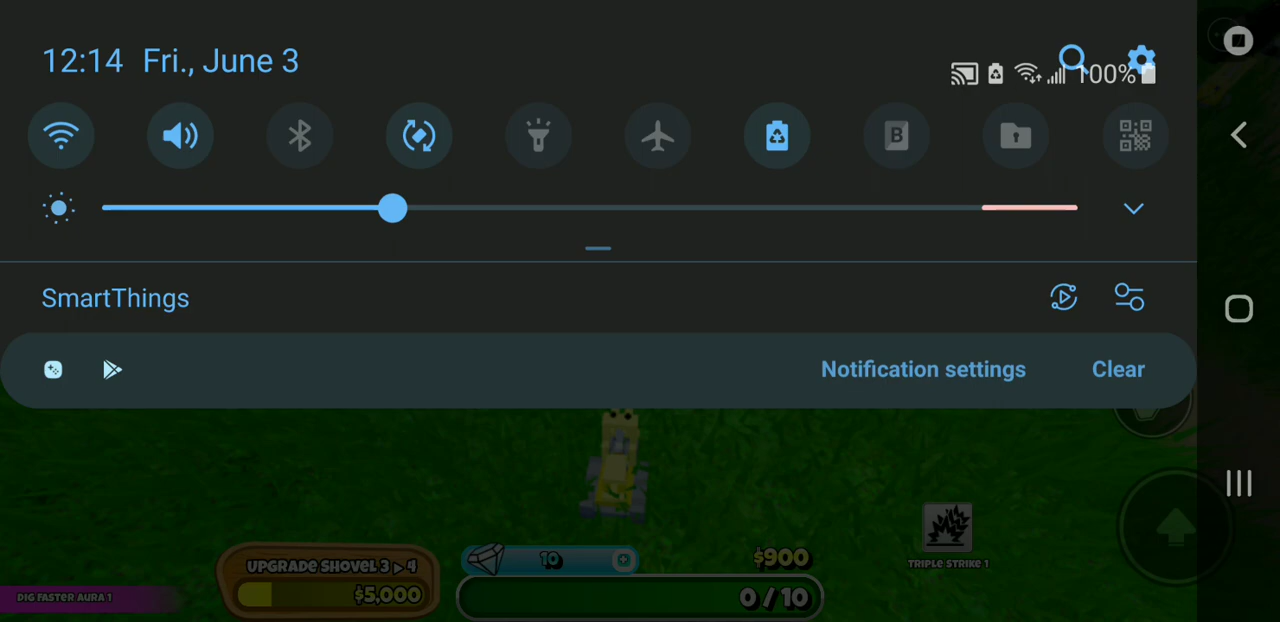 12:14 Fri., June 3
100%
B
SmartThings
Notification settings
Clear
UPGRADE SHOVEL 3 ▸ 4
$5,000
10
$900
0 / 10
TRIPLE STRIKE 1
DIG FASTER AURA 1